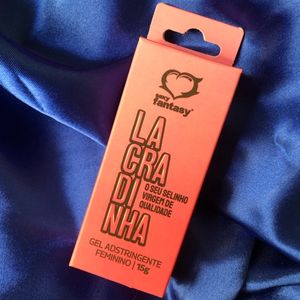 sexy
fantasy
LA
CRA
DI
NHA
O SEU SELINHO
VIRGEM DE
QUALIDADE
GEL ADSTRINGENTE
FEMININO | 15g